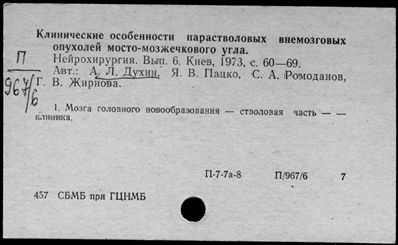 Клинические особенности парастволовых внемозговых
опухолей мосто-мозжечкового угла.
Нейрохирургия. Вып. 6. Киев, 1973, с. 60—69.
Авт.: А. Л. Духин, Я. В. Пацко, С. А. Ромоданов,
Г. В. Жирнова.
П
967/6
1. Мозга головного новообразования — стволовая часть — —
клиника.
П-7-7а-8 П/967/6 7
457 СБМБ при ГЦНМБ